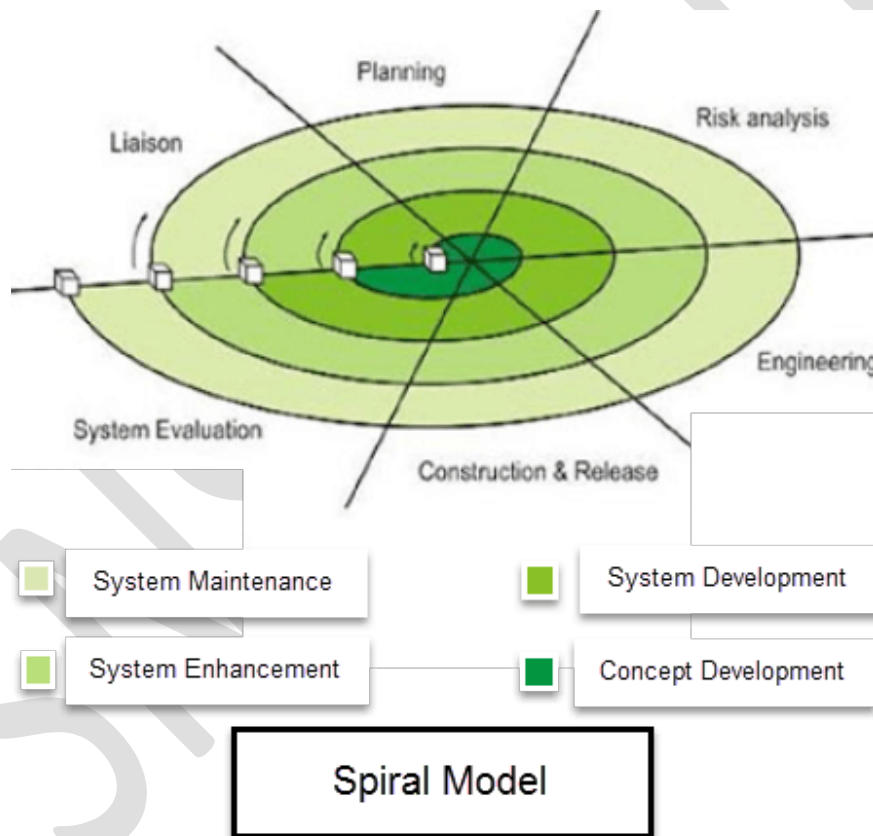 Planning
Risk analysis
Liaison
Engineering
System Evaluation
Construction & Release
System Maintenance
System Development
System Enhancement
Concept Development
Spiral Model